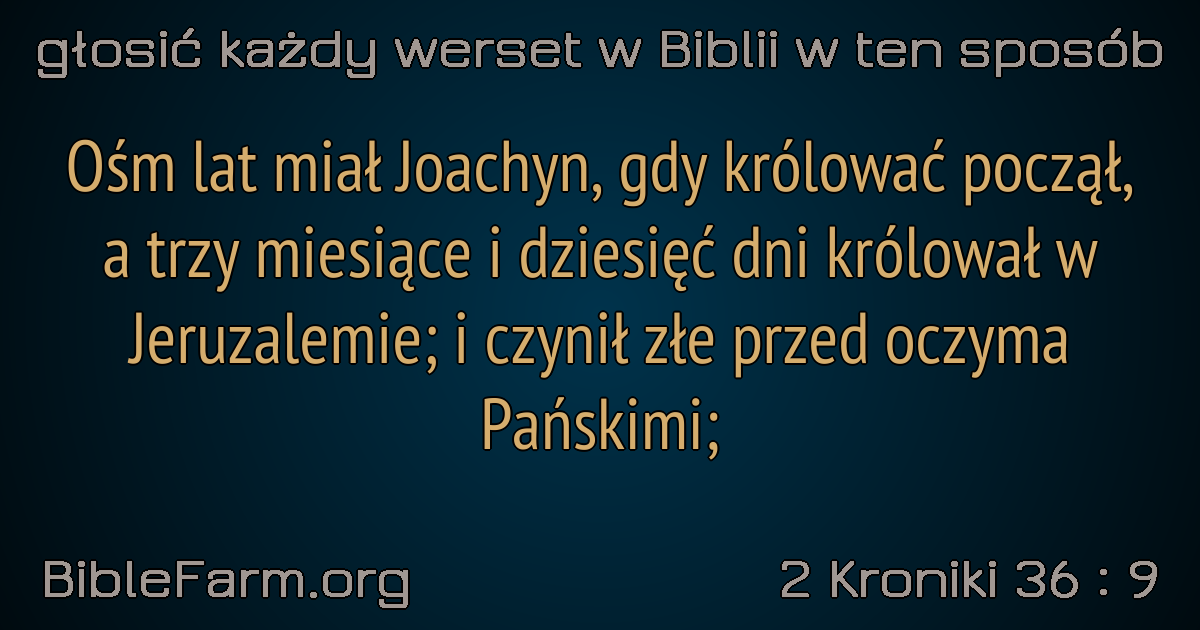 głosić każdy werset w Biblii w ten sposób
Ośm lat miał Joachyn, gdy królować począł,
a trzy miesiące i dziesięć dni królował w
Jeruzalemie; i czynił złe przed oczyma
Pańskimi;
BibleFarm.org
2 Kroniki 36 : 9